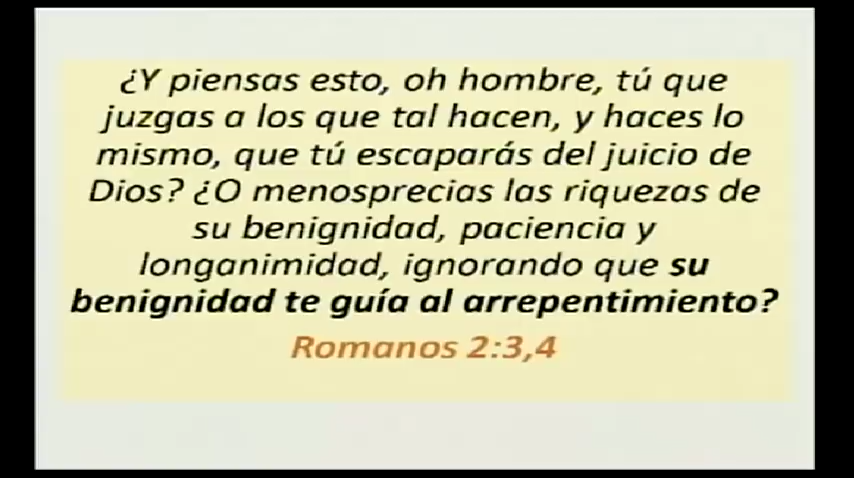 ¿Y piensas esto, oh hombre, tú que
juzgas a los que tal hacen, y haces lo
mismo, que tú escaparás del juicio de
Dios? ¿O menosprecias las riquezas de
su benignidad, paciencia y
longanimidad, ignorando que su
benignidad te guía al arrepentimiento?
Romanos 2:3,4